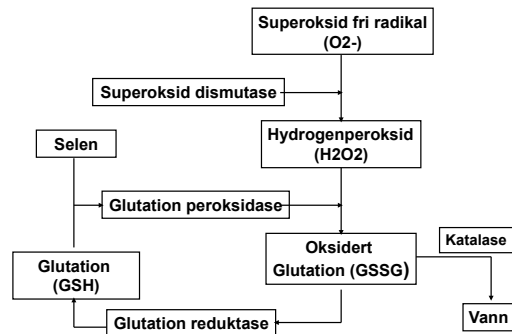 Superoksid fri radikal
(O2-)
Superoksid dismutase
Hydrogenperoksid
(H2O2)
Selen
Glutation peroksidase
Oksidert
Glutation (GSSG)
Katalase
Glutation
(GSH)
Glutation reduktase
Vann